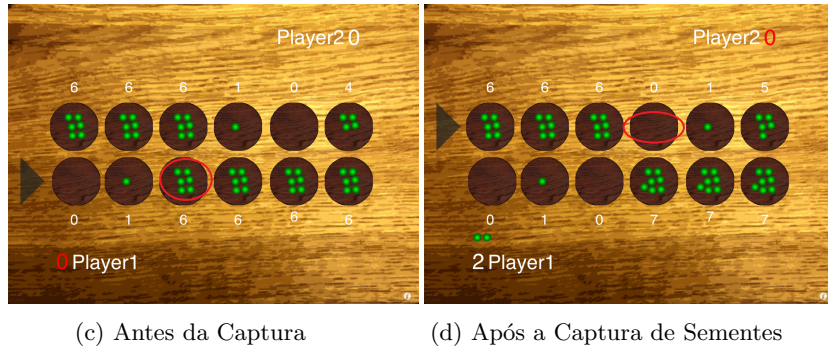 Player2 0
6 6 6 1 0 4
0 1 6 6 6 6
0 Player1
(c) Antes da Captura
Player2 0
6 6 6 0 1 5
0 1 0 7 7 7
2 Player1
(d) Após a Captura de Sementes